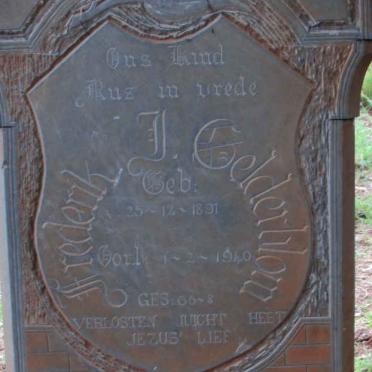 Ons Kind
Rus in vrede
Frederik J. Geldenblom
Geb:
25-12-1891
Oorl: 1-2-1940
GES: 66-8
VERLOSTEN JUICHT HEET
JEZUS' LIEF